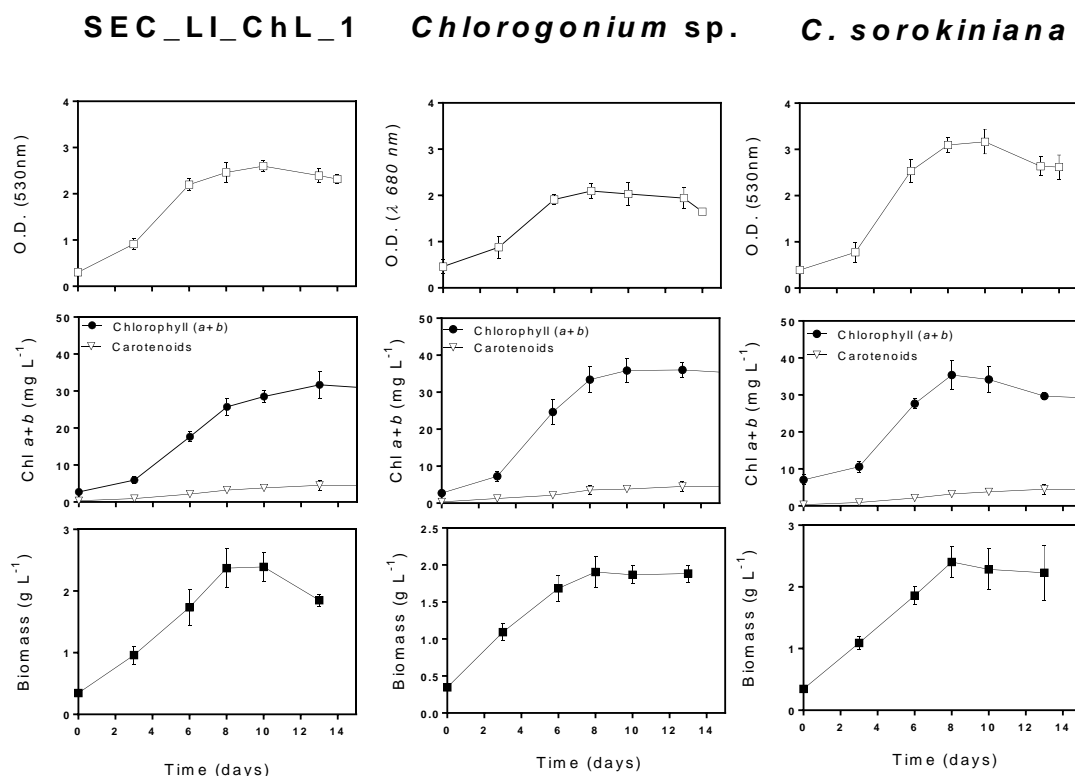 SEC_LI_ChL_1
Chlorogonium sp.
C. sorokiniana
4
3
2
1
0
O.D. (530nm)
4
3
2
1
0
O.D. (λ 680 nm)
4
3
2
1
0
O.D. (530nm)
50
40
30
20
10
0
Chl a+b (mg L-1)
Chlorophyll (a+b)
Carotenoids
50
40
30
20
10
0
Chl a+b (mg L-1)
Chlorophyll (a+b)
Carotenoids
50
40
30
20
10
0
Chl a+b (mg L-1)
Chlorophyll (a+b)
Carotenoids
3
2
1
0
Biomass (g L-1)
0 2 4 6 8 10 12 14
Time (days)
2.5
2.0
1.5
1.0
0.5
0.0
Biomass (g L-1)
0 2 4 6 8 10 12 14
Time (days)
3
2
1
0
Biomass (g L-1)
0 2 4 6 8 10 12 14
Time (days)